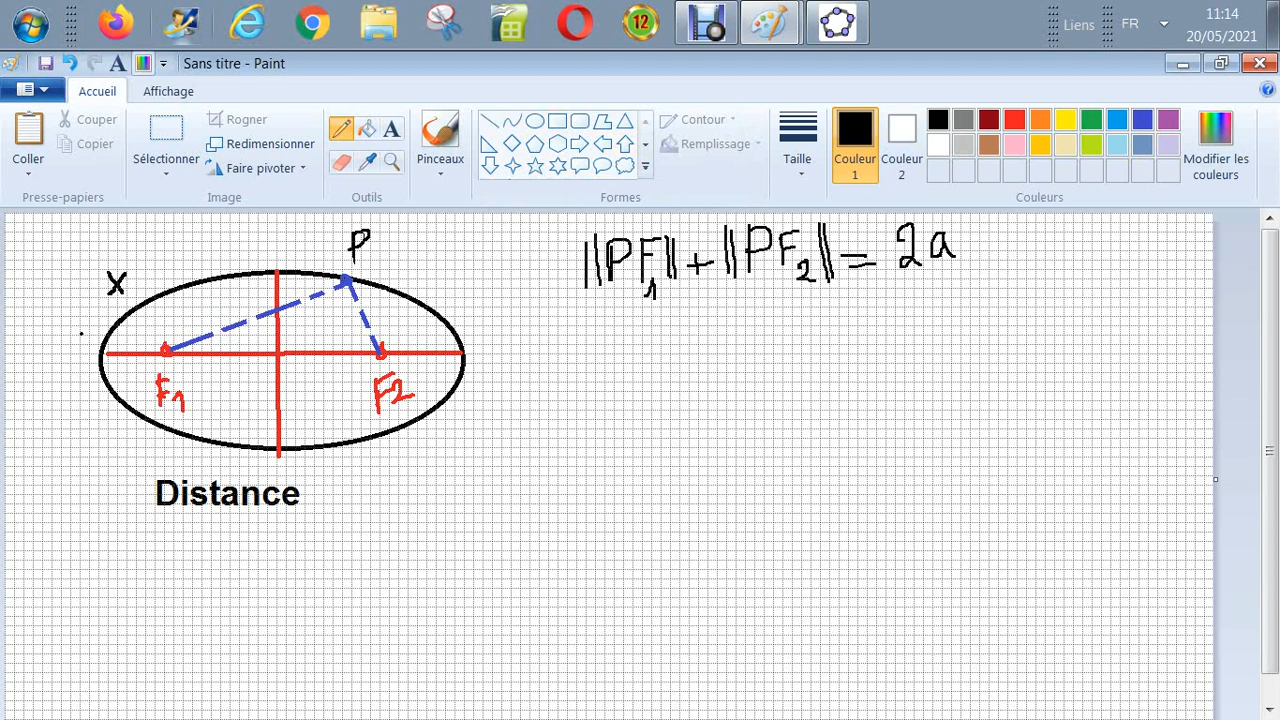 12
Liens
FR
11:14
20/05/2021
Sans titre - Paint
Accueil
Affichage
Coller
Couper
Copier
Presse-papiers
Sélectionner
Rogner
Redimensionner
Faire pivoter
Image
A
Outils
Pinceaux
Contour
Remplissage
Formes
Taille
Couleur
1
Couleur
2
Modifier les
couleurs
Couleurs
P
X
F1
F2
||PF₁||+||PF₂||=2a
Distance